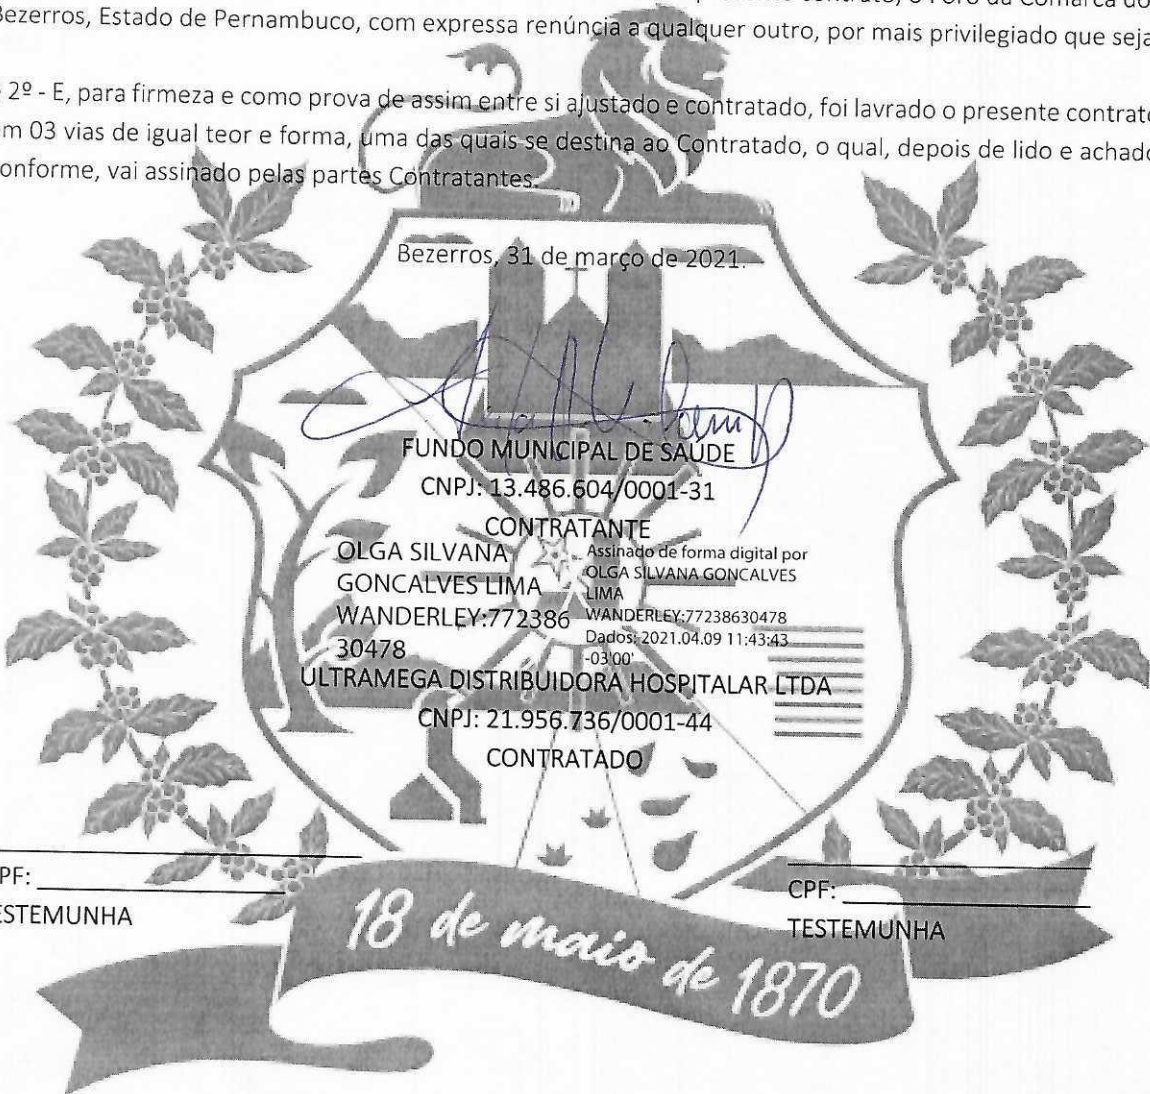 Bezerros, Estado de Pernambuco, com expressa renúncia a qualquer outro, por mais privilegiado que seja
2º - E, para firmeza e como prova de assim entre si ajustado e contratado, foi lavrado o presente contrato
em 03 vias de igual teor e forma, uma das quais se destina ao Contratado, o qual, depois de lido e achado
conforme, vai assinado pelas partes Contratantes.
Bezerros, 31 de março de 2021.
FUNDO MUNICIPAL DE SAÚDE
CNPJ: 13.486.604/0001-31
CONTRATANTE
OLGA SILVANA
GONCALVES LIMA
WANDERLEY:772386
30478
Assinado de forma digital por
OLGA SILVANA GONCALVES
LIMA
WANDERLEY:77238630478
Dados: 2021.04.09 11:43:43
-03'00'
ULTRAMEGA DISTRIBUIDORA HOSPITALAR LTDA
CNPJ: 21.956.736/0001-44
CONTRATADO
CPF:
TESTEMUNHA
CPF:
TESTEMUNHA
18 de maio de 1870